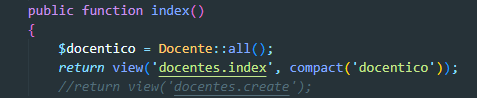 public function index()
{
$docentico = Docente::all();
return view('docentes.index', compact('docentico'));
//return view('docentes.create');